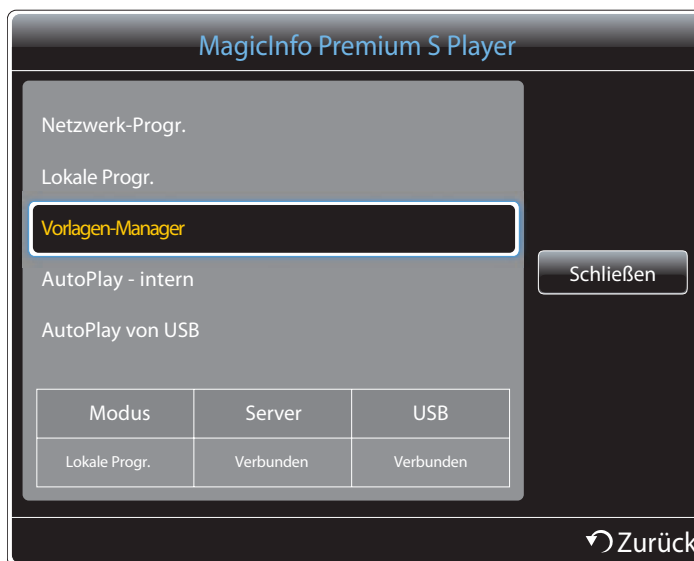 MagicInfo Premium S Player
Netzwerk-Progr.
Lokale Progr.
Vorlagen-Manager
AutoPlay - intern
Schließen
AutoPlay von USB
Modus Server USB
Lokale Progr. Verbunden Verbunden
Zurück